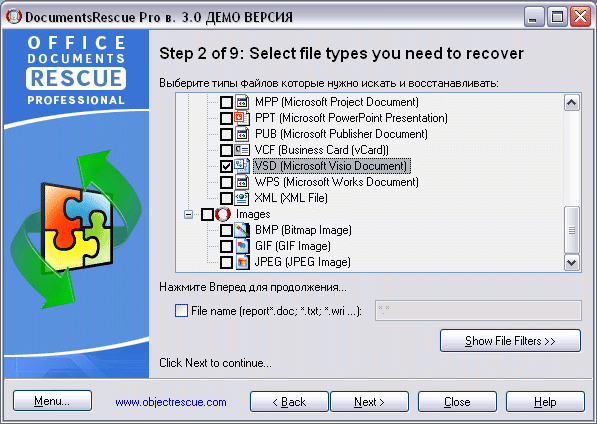 DocumentsRescue Pro в. 3.0 ДЕМО ВЕРСИЯ
OFFICE
DOCUMENTS
RESCUE
PROFESSIONAL
Step 2 of 9: Select file types you need to recover
Выберите типы файлов которые нужно искать и восстанавливать:
MPP (Microsoft Project Document)
PPT (Microsoft PowerPoint Presentation)
PUB (Microsoft Publisher Document)
VCF (Business Card (vCard))
VSD (Microsoft Visio Document)
WPS (Microsoft Works Document)
XML (XML File)
Images
BMP (Bitmap Image)
GIF (GIF Image)
JPEG (JPEG Image)
Нажмите Вперед для продолжения...
File name (report*.doc; *.txt; *.wri ...): *.*
Show File Filters >>
Click Next to continue...
Menu... www.objectrescue.com < Back Next > Close Help